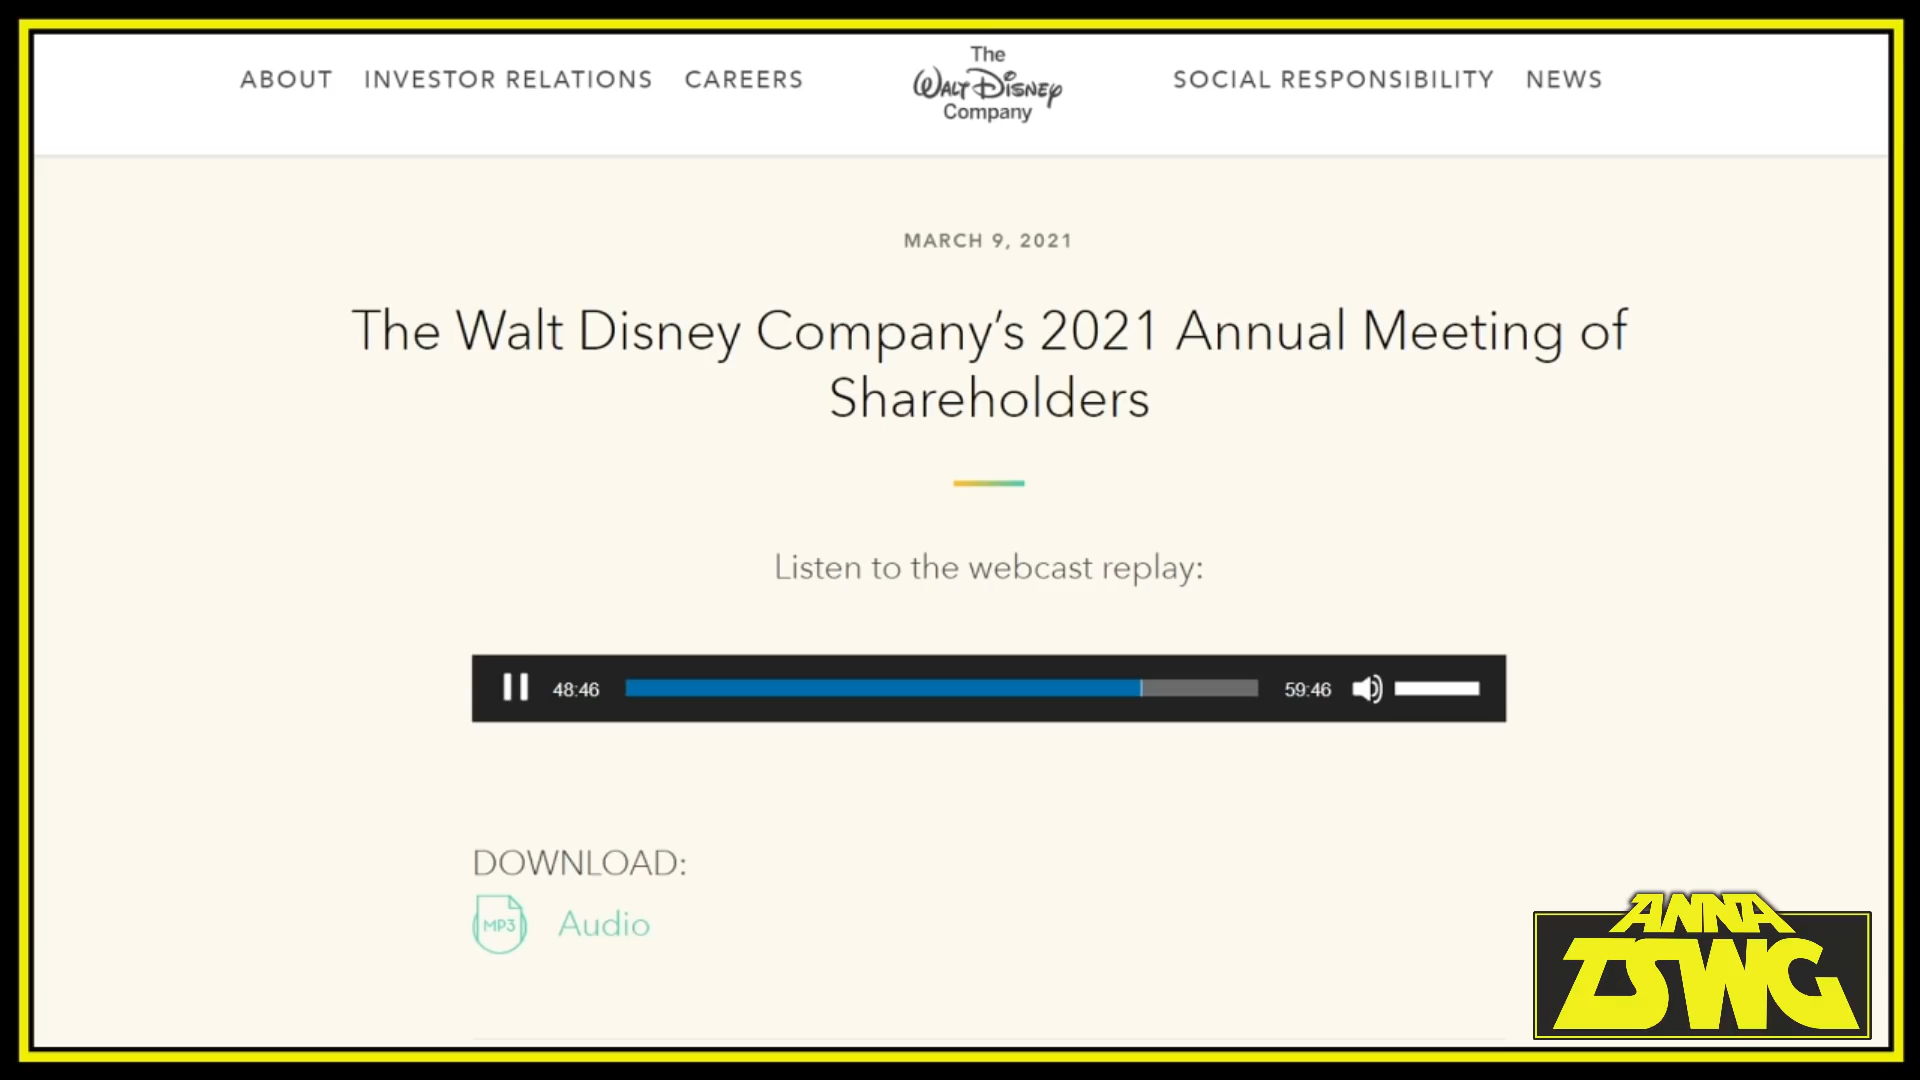 ABOUT INVESTOR RELATIONS CAREERS The Walt Disney Company SOCIAL RESPONSIBILITY NEWS
MARCH 9, 2021
The Walt Disney Company’s 2021 Annual Meeting of
Shareholders
Listen to the webcast replay:
48:46 59:46
DOWNLOAD:
MP3 Audio
ANNA
TSWG